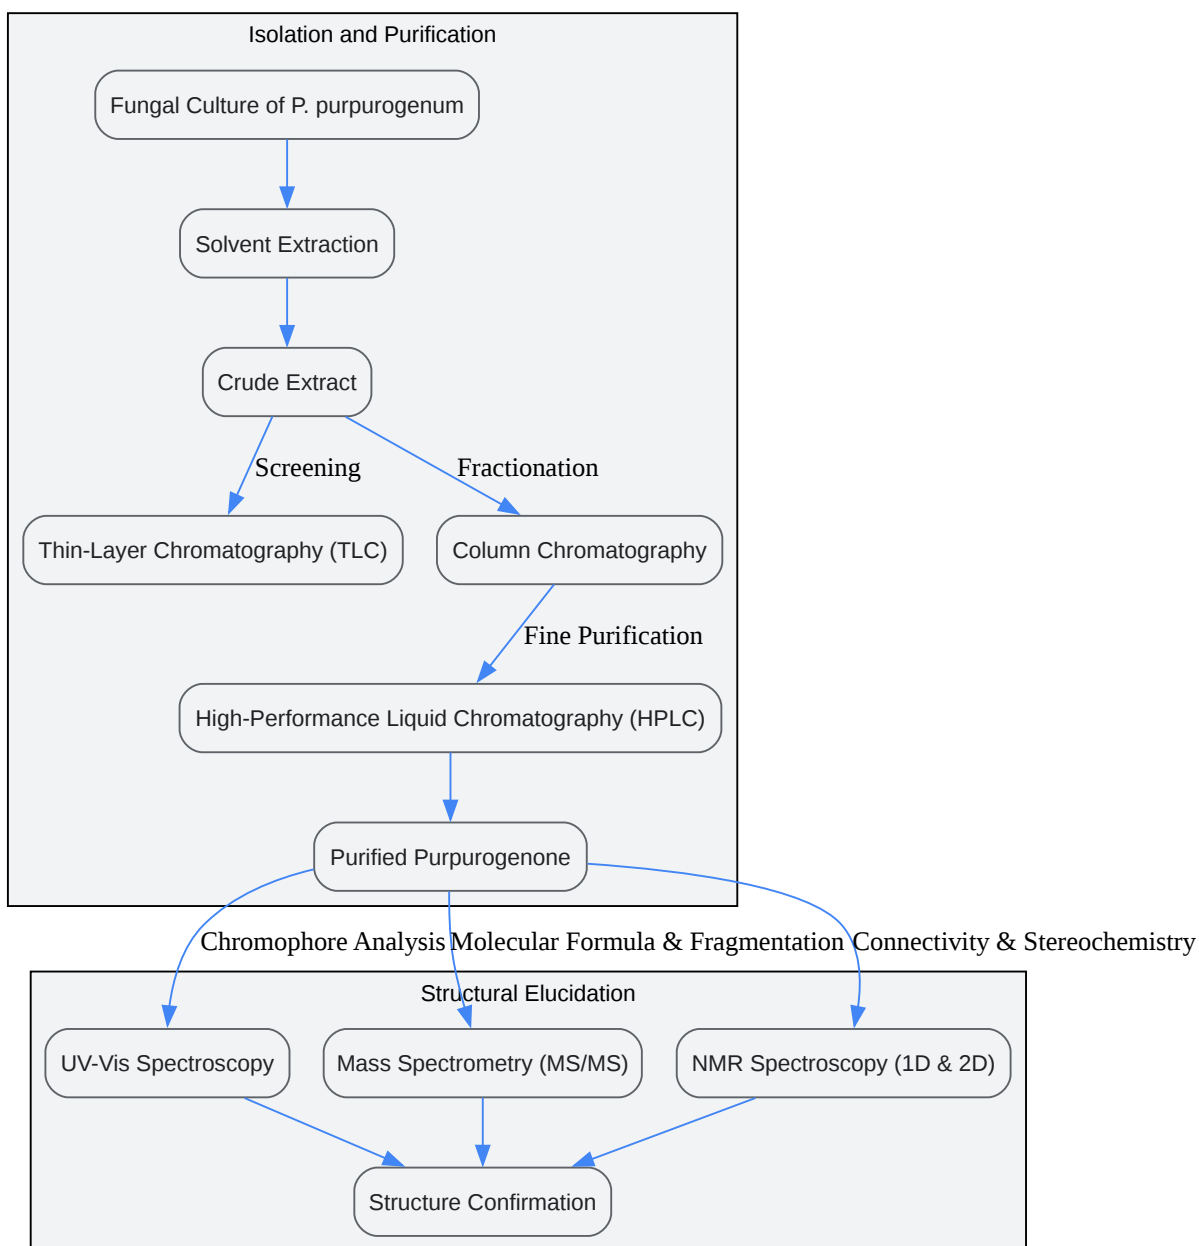 Isolation and Purification
Fungal Culture of P. purpurogenum
Solvent Extraction
Crude Extract
Screening
Fractionation
Thin-Layer Chromatography (TLC)
Column Chromatography
Fine Purification
High-Performance Liquid Chromatography (HPLC)
Purified Purpurogenone
Chromophore Analysis
Molecular Formula & Fragmentation
Connectivity & Stereochemistry
Structural Elucidation
UV-Vis Spectroscopy
Mass Spectrometry (MS/MS)
NMR Spectroscopy (1D & 2D)
Structure Confirmation